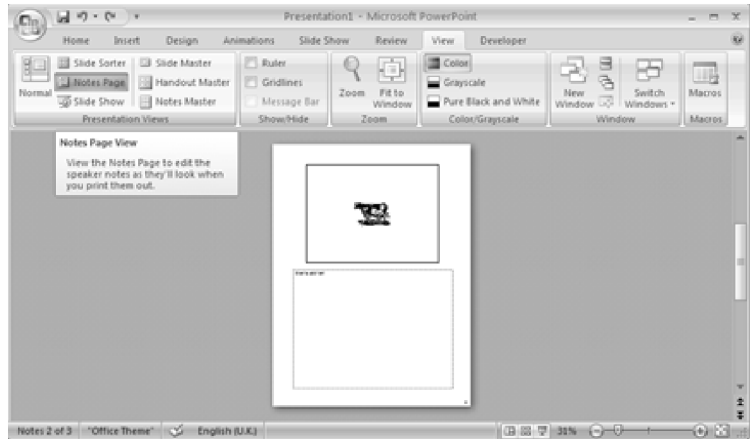 Presentation1 - Microsoft PowerPoint
Home Insert Design Animations Slide Show Review View Developer
Normal
Slide Sorter
Notes Page
Slide Show
Slide Master
Handout Master
Notes Master
Presentation Views
Ruler
Gridlines
Message Bar
Show/Hide
Zoom
Fit to
Window
Zoom
Color
Grayscale
Pure Black and White
Color/Grayscale
New
Window
Switch
Windows
Window
Macros
Macros
Notes Page View
View the Notes Page to edit the
speaker notes as they'll look when
you print them out.
Notes 2 of 3 "Office Theme" English (U.K.) 31%